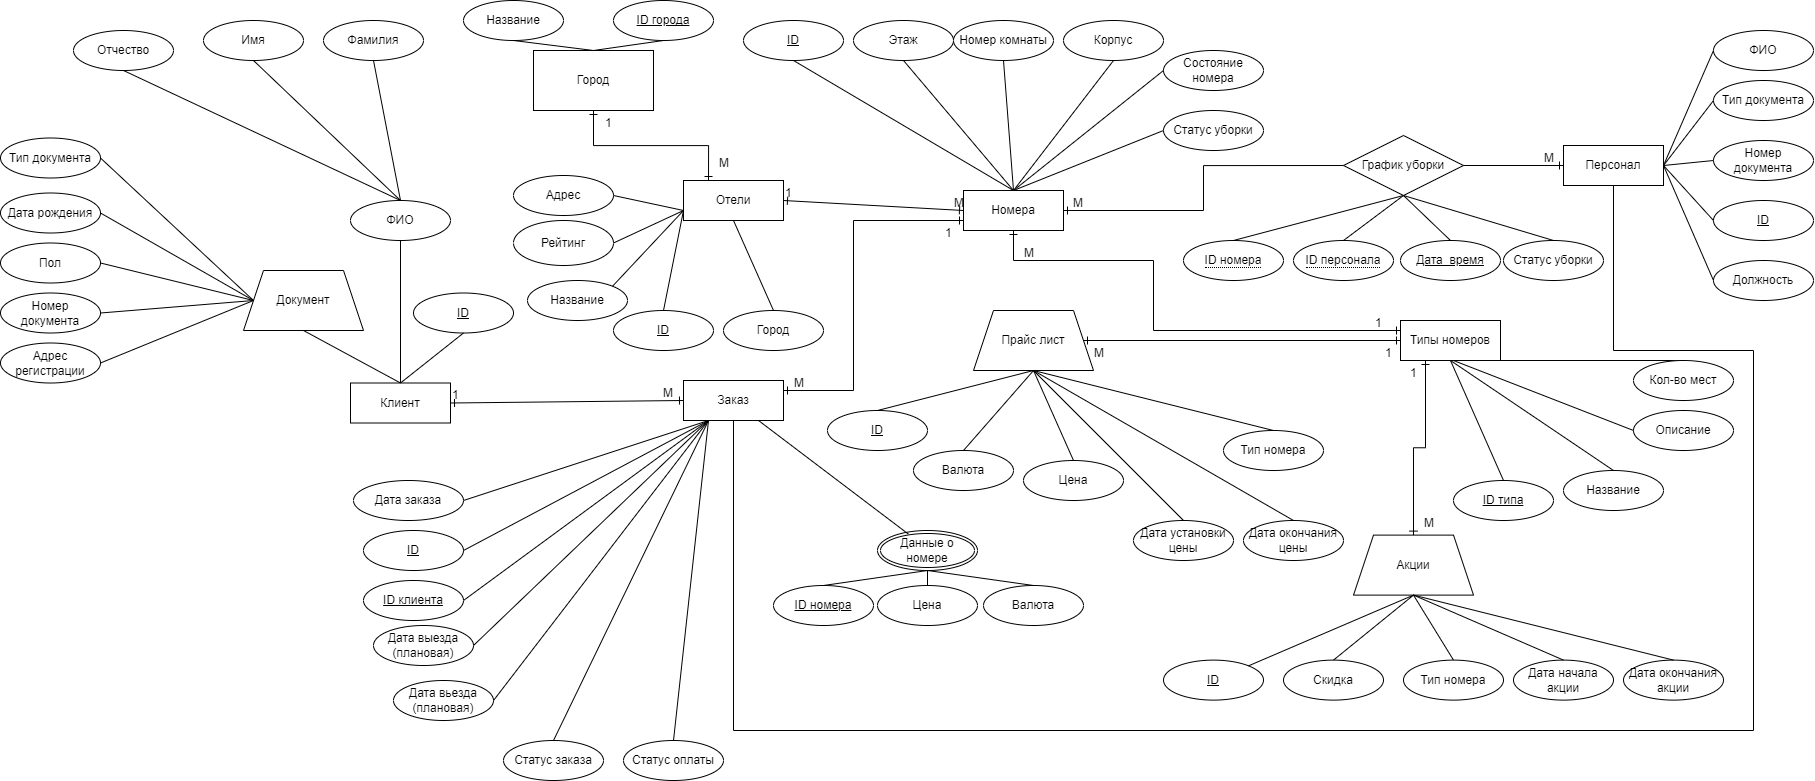 Название
ID города
Отчество
Имя
Фамилия
Город
1
М
ID
Этаж
Номер комнаты
Корпус
Состояние
номера
Статус уборки
ФИО
Тип документа
Номер
документа
ID
Должность
Персонал
М
График уборки
ID номера
ID персонала
Дата  время
Статус уборки
Номера
М
М
1
М
Отели
1
Адрес
Рейтинг
Название
ID
Город
Тип документа
Дата рождения
Пол
Номер
документа
Адрес
регистрации
Документ
ФИО
ID
Клиент
1
М
Заказ
М
Прайс лист
М
1
1
Типы номеров
1
Кол-во мест
Описание
Название
ID типа
ID
Валюта
Цена
Тип номера
Дата установки
цены
Дата окончания
цены
Дата заказа
ID
ID клиента
Дата выезда
(плановая)
Дата вьезда
(плановая)
Статус заказа
Статус оплаты
Данные о
номере
ID номера
Цена
Валюта
М
Акции
ID
Скидка
Тип номера
Дата начала
акции
Дата окончания
акции